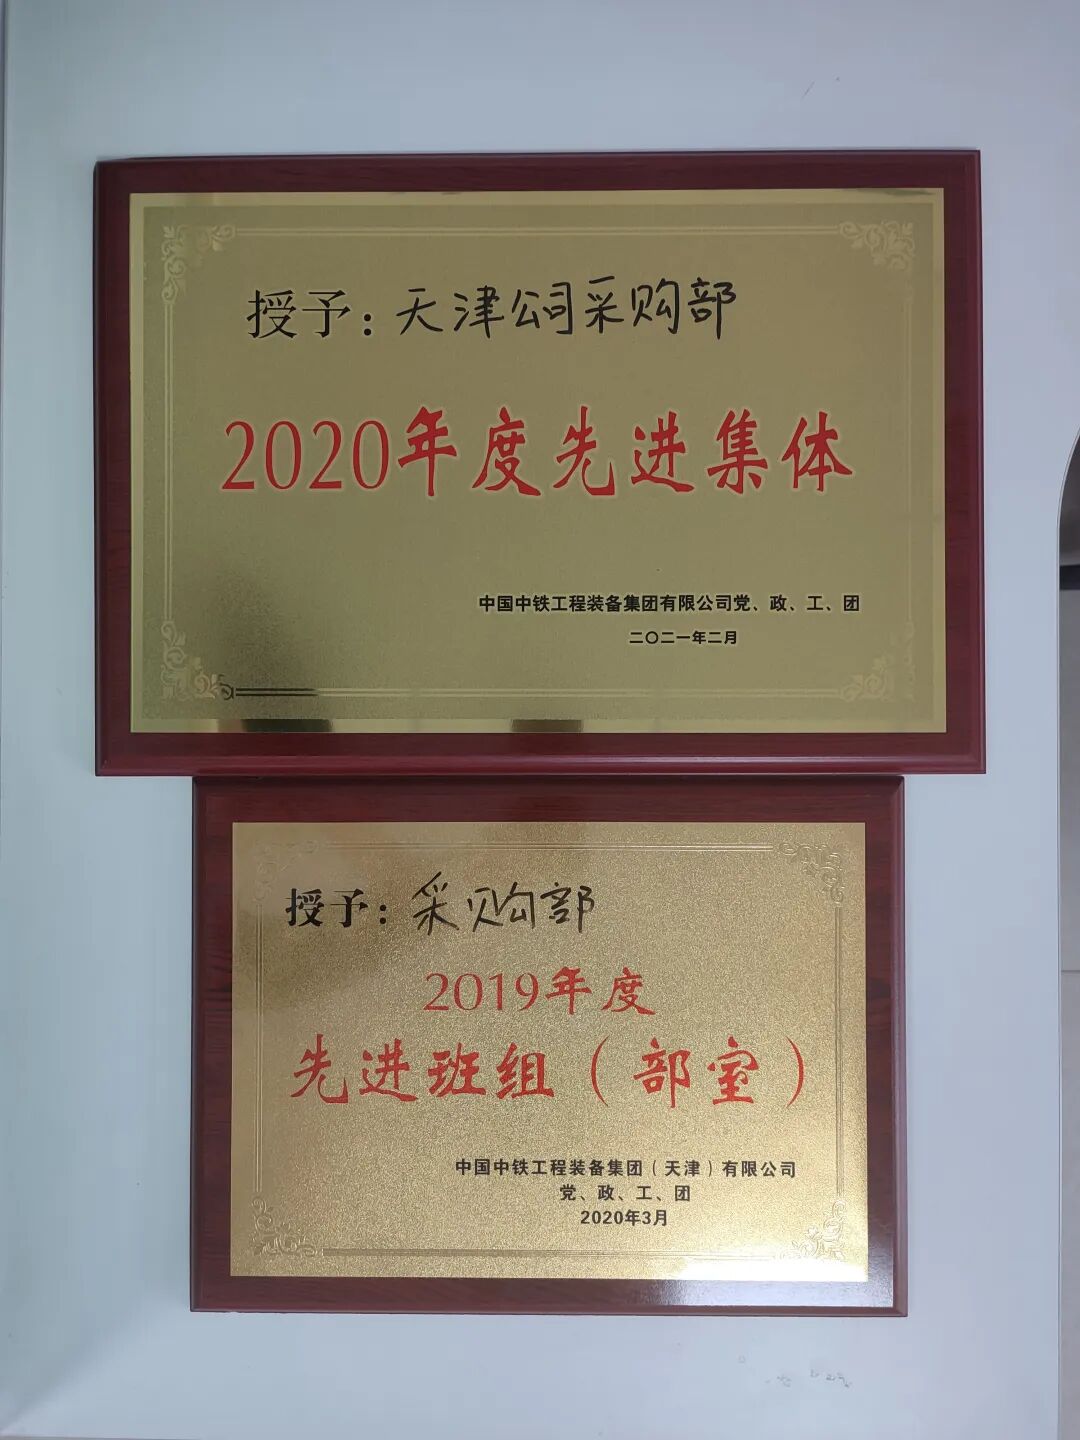 授予：天津公司采购部
2020年度先进集体
中国中铁工程装备集团有限公司党、政、工、团
二〇二一年二月
授予：采购部
2019年度
先进班组（部室）
中国中铁工程装备集团（天津）有限公司
党、政、工、团
2020年3月